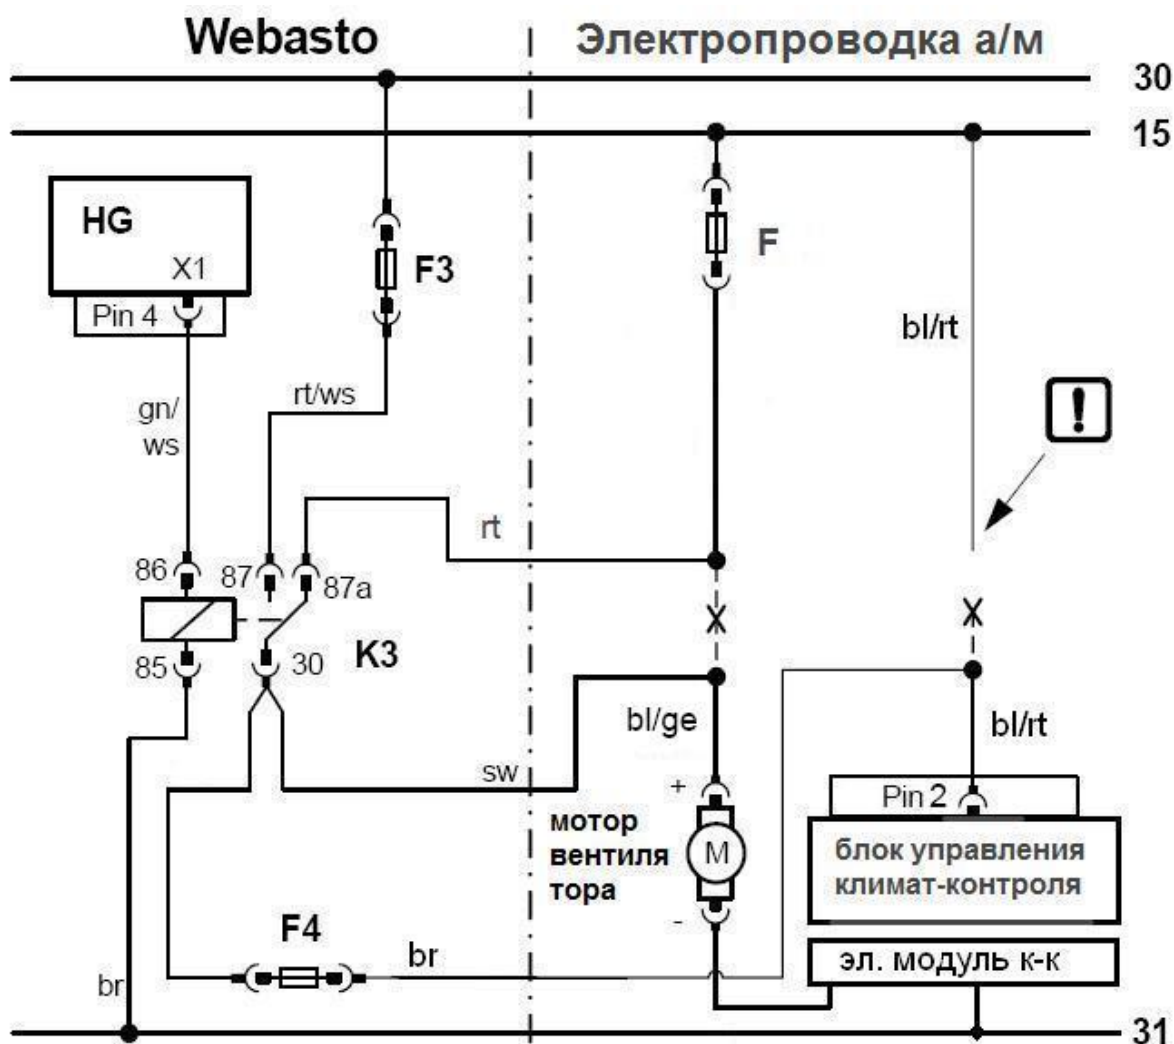 Webasto
Электропроводка а/м
30
15
HG
X1
Pin 4
F3
F
bl/rt
gn/
ws
rt/ws
rt
86
87
87a
85
30
K3
bl/ge
bl/rt
sw
+
Pin 2
мотор
вентиля
тора
M
-
блок управления
климат-контроля
F4
br
эл. модуль к-к
br
31
!